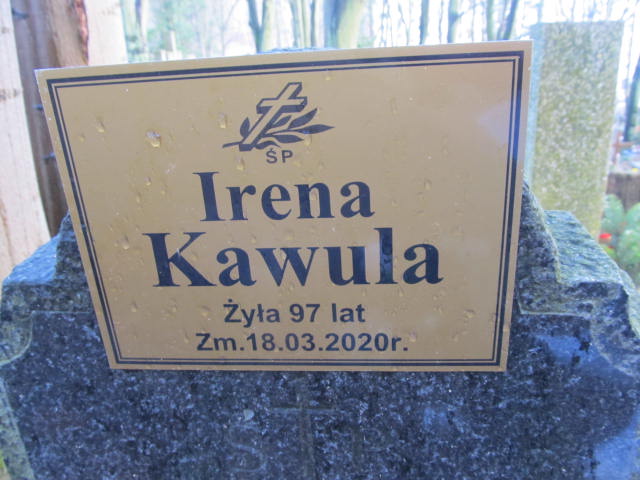 ŚP
Irena
Kawula
Żyła 97 lat
Zm.18.03.2020r.